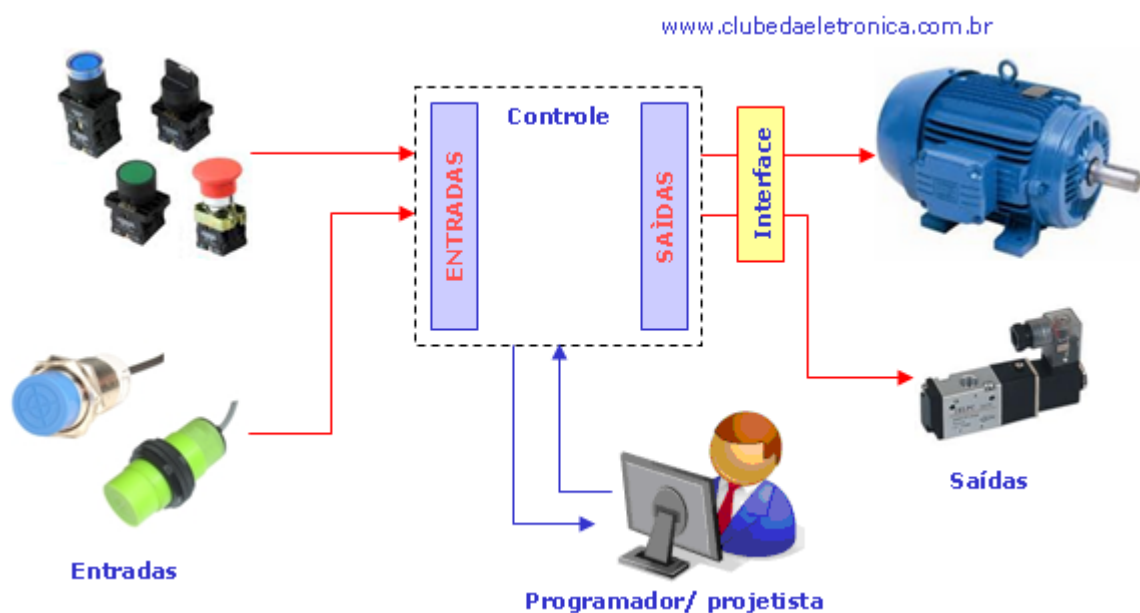 www.clubedaeletronica.com.br
Controle
ENTRADAS
SAÌDAS
Interface
Saídas
Entradas
Programador/ projetista